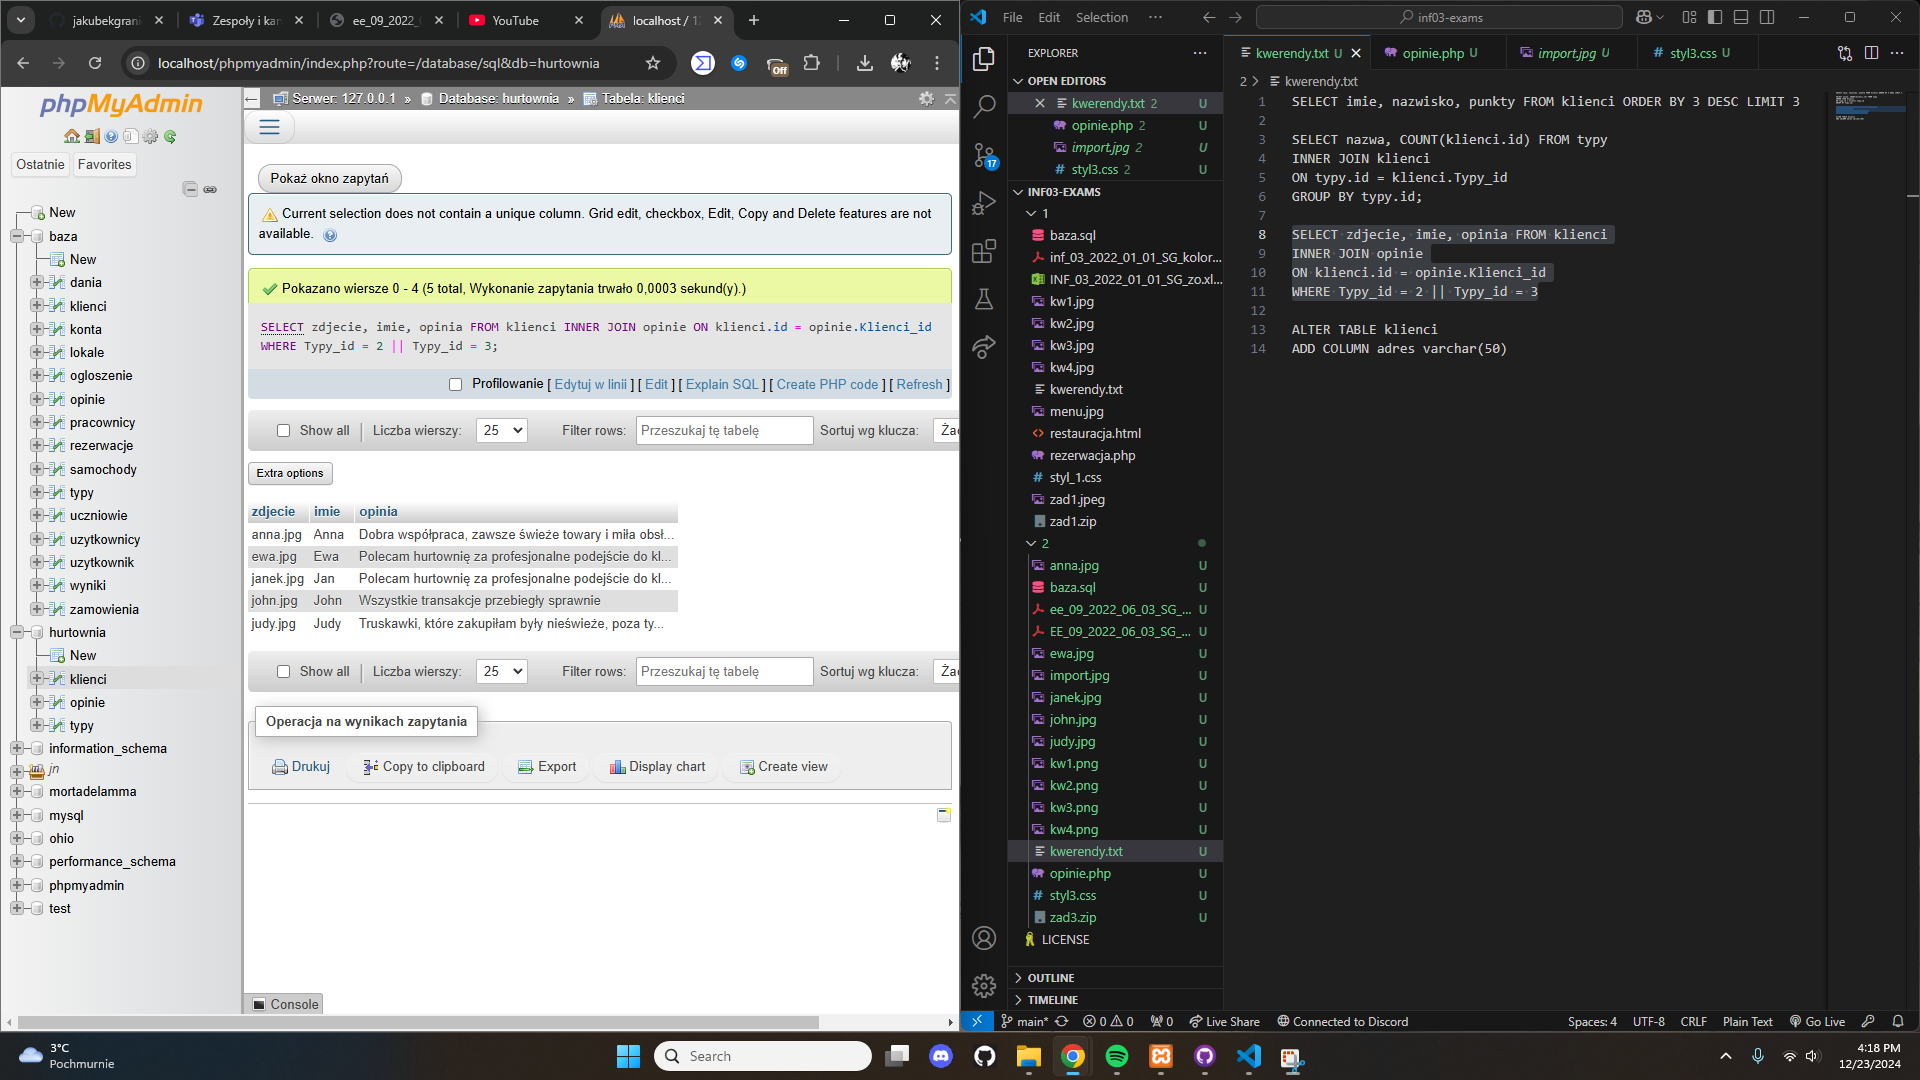 jakubekgrani
Zespoły i kan
ee_09_2022_0
YouTube
localhost / 12
localhost/phpmyadmin/index.php?route=/database/sql&db=hurtownia
Off
phpMyAdmin
Ostatnie
Favorites
New
baza
New
dania
klienci
konta
lokale
ogloszenie
opinie
pracownicy
rezerwacje
samochody
typy
uczniowie
uzytkownicy
uzytkownik
wyniki
zamowienia
hurtownia
New
klienci
opinie
typy
information_schema
jn
mortadelamma
mysql
ohio
performance_schema
phpmyadmin
test
Serwer: 127.0.0.1 » Database: hurtownia » Tabela: klienci
Pokaż okno zapytań
Current selection does not contain a unique column. Grid edit, checkbox, Edit, Copy and Delete features are not
available.
Pokazano wiersze 0 - 4 (5 total, Wykonanie zapytania trwało 0,0003 sekund(y).)
SELECT zdjecie, imie, opinia FROM klienci INNER JOIN opinie ON klienci.id = opinie.Klienci_id
WHERE Typy_id = 2 || Typy_id = 3;
Profilowanie [ Edytuj w linii ] [ Edit ] [ Explain SQL ] [ Create PHP code ] [ Refresh ]
Show all Liczba wierszy: 25 Filter rows: Przeszukaj tę tabelę Sortuj wg klucza: Żac
Extra options
zdjecie imie opinia
anna.jpg Anna Dobra współpraca, zawsze świeże towary i miła obsł...
ewa.jpg Ewa Polecam hurtownię za profesjonalne podejście do kl...
janek.jpg Jan Polecam hurtownię za profesjonalne podejście do kl...
john.jpg John Wszystkie transakcje przebiegły sprawnie
judy.jpg Judy Truskawki, które zakupiłam były nieświeże, poza ty...
Show all Liczba wierszy: 25 Filter rows: Przeszukaj tę tabelę Sortuj wg klucza: Żac
Operacja na wynikach zapytania
Drukuj Copy to clipboard Export Display chart Create view
Console
File Edit Selection ···
inf03-exams
EXPLORER
OPEN EDITORS
kwerendy.txt 2 U
opinie.php 2 U
import.jpg 2 U
styl3.css 2 U
17
INF03-EXAMS
1
baza.sql
inf_03_2022_01_01_SG_kolor...
INF_03_2022_01_01_SG_zo.xl...
kw1.jpg
kw2.jpg
kw3.jpg
kw4.jpg
kwerendy.txt
menu.jpg
restauracja.html
rezerwacja.php
styl_1.css
zad1.jpeg
zad1.zip
2
anna.jpg U
baza.sql U
ee_09_2022_06_03_SG_... U
EE_09_2022_06_03_SG_... U
ewa.jpg U
import.jpg U
janek.jpg U
john.jpg U
judy.jpg U
kw1.png U
kw2.png U
kw3.png U
kw4.png U
kwerendy.txt U
opinie.php U
styl3.css U
zad3.zip U
LICENSE
OUTLINE
TIMELINE
kwerendy.txt U
opinie.php U
import.jpg U
styl3.css U
2 > kwerendy.txt
1 SELECT imie, nazwisko, punkty FROM klienci ORDER BY 3 DESC LIMIT 3
2
3 SELECT nazwa, COUNT(klienci.id) FROM typy
4 INNER JOIN klienci
5 ON typy.id = klienci.Typy_id
6 GROUP BY typy.id;
7
8 SELECT zdjecie, imie, opinia FROM klienci
9 INNER JOIN opinie
10 ON klienci.id = opinie.Klienci_id
11 WHERE Typy_id = 2 || Typy_id = 3
12
13 ALTER TABLE klienci
14 ADD COLUMN adres varchar(50)
main* 0 0 0 Live Share Connected to Discord
Spaces: 4 UTF-8 CRLF Plain Text Go Live
3°C
Pochmurnie
Search
4:18 PM
12/23/2024